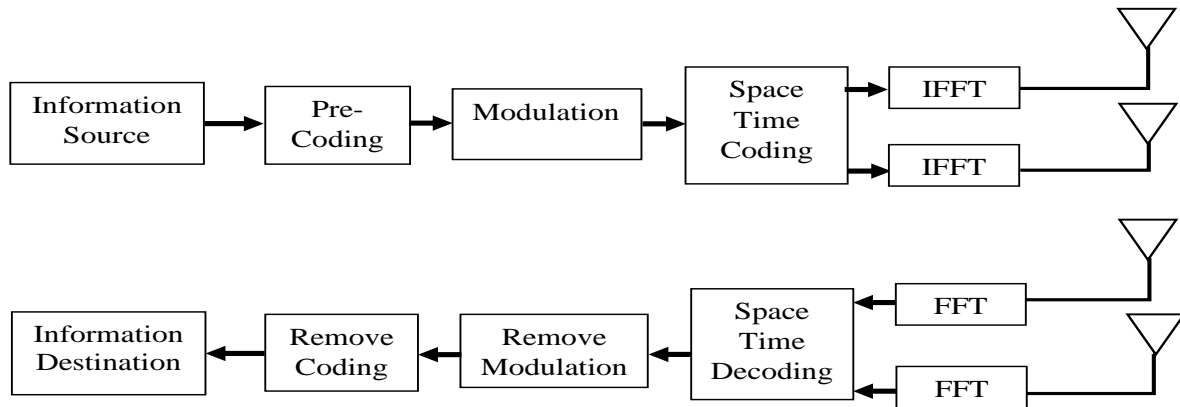 Information
Source
Pre-
Coding
Modulation
Space
Time
Coding
IFFT
IFFT
Information
Destination
Remove
Coding
Remove
Modulation
Space
Time
Decoding
FFT
FFT